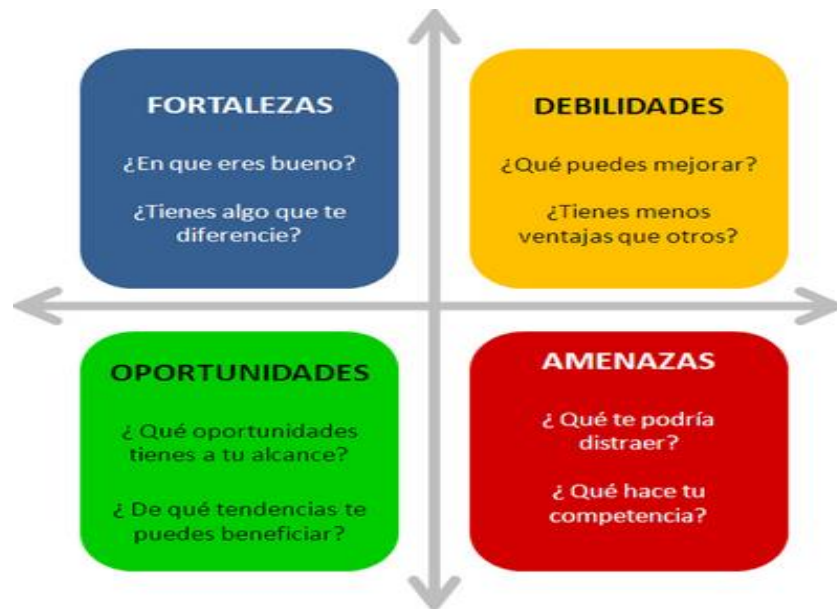 FORTALEZAS
¿En que eres bueno?
¿Tienes algo que te
diferencie?
DEBILIDADES
¿Qué puedes mejorar?
¿Tienes menos
ventajas que otros?
OPORTUNIDADES
¿ Qué oportunidades
tienes a tu alcance?
¿ De qué tendencias te
puedes beneficiar?
AMENAZAS
¿ Qué te podría
distraer?
¿ Qué hace tu
competencia?